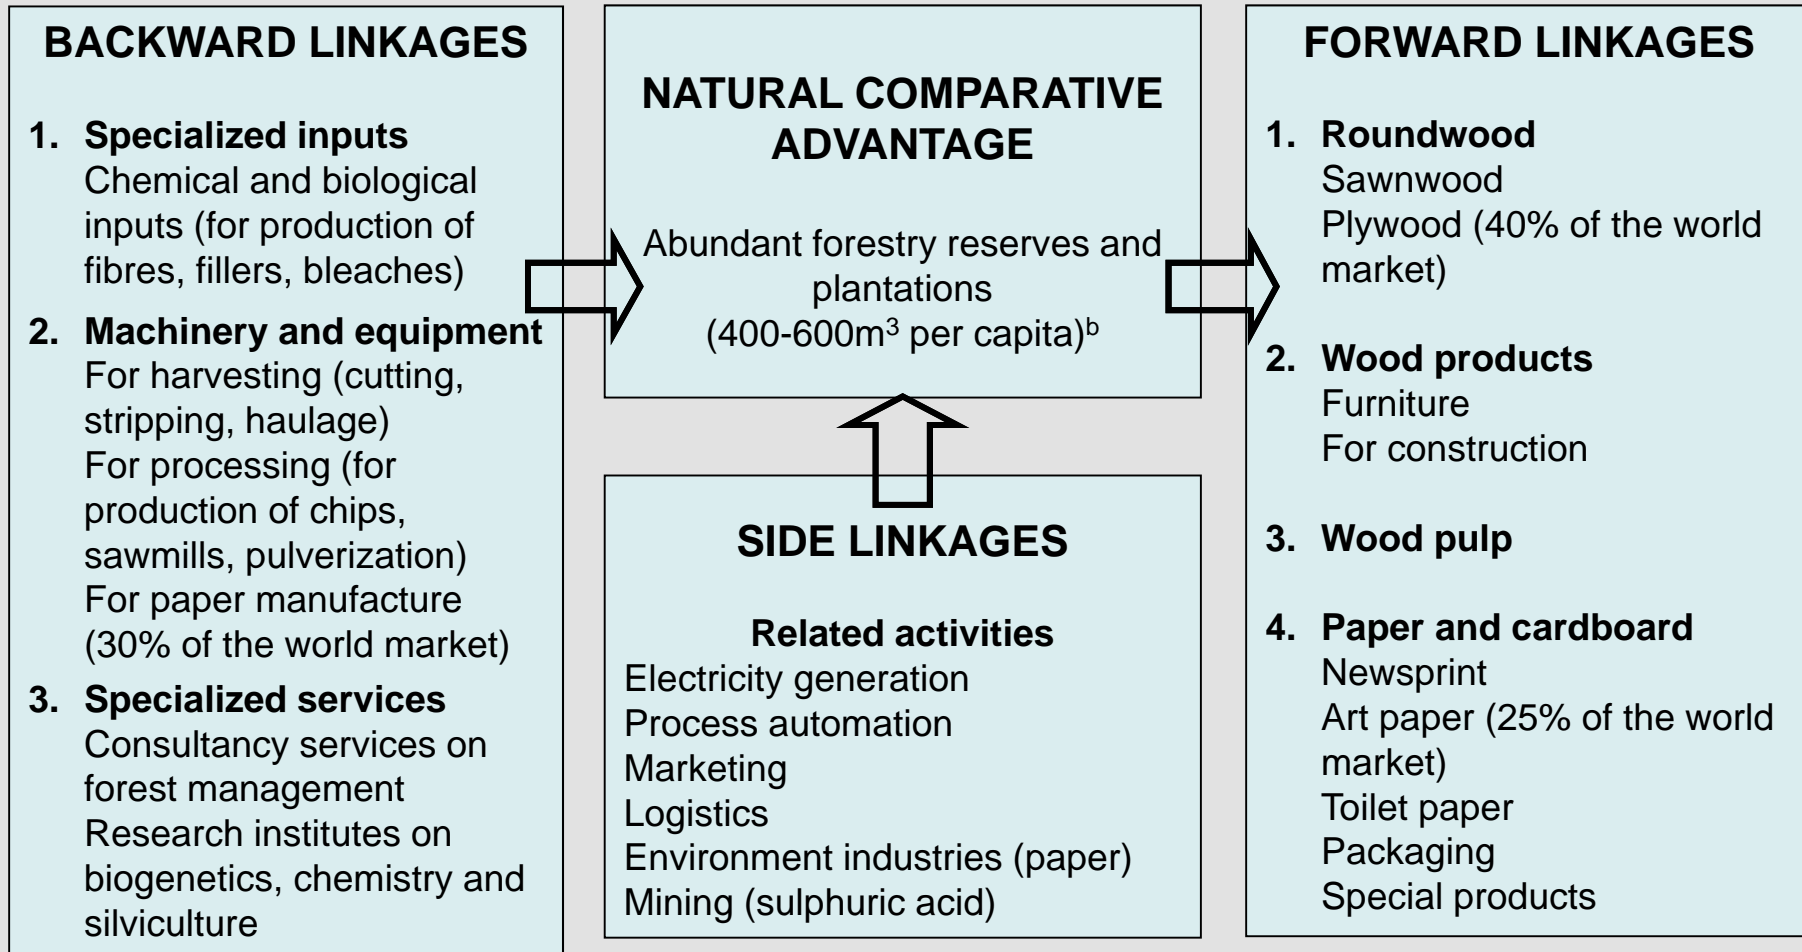 BACKWARD LINKAGES
1. Specialized inputs
Chemical and biological
inputs (for production of
fibres, fillers, bleaches)
2. Machinery and equipment
For harvesting (cutting,
stripping, haulage)
For processing (for
production of chips,
sawmills, pulverization)
For paper manufacture
(30% of the world market)
3. Specialized services
Consultancy services on
forest management
Research institutes on
biogenetics, chemistry and
silviculture
NATURAL COMPARATIVE
ADVANTAGE
Abundant forestry reserves and
plantations
(400-600m³ per capita)ᵇ
SIDE LINKAGES
Related activities
Electricity generation
Process automation
Marketing
Logistics
Environment industries (paper)
Mining (sulphuric acid)
FORWARD LINKAGES
1. Roundwood
Sawnwood
Plywood (40% of the world
market)
2. Wood products
Furniture
For construction
3. Wood pulp
4. Paper and cardboard
Newsprint
Art paper (25% of the world
market)
Toilet paper
Packaging
Special products